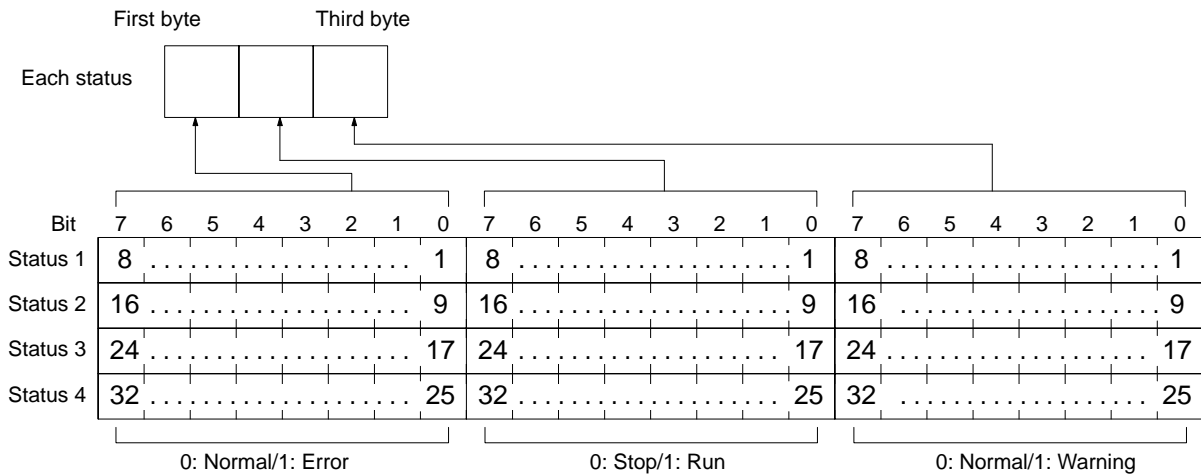 First byte Third byte
Each status
Bit 7 6 5 4 3 2 1 0 7 6 5 4 3 2 1 0 7 6 5 4 3 2 1 0
Status 1 8 . . . . . . . . . . . . . . . . . . . 1 8 . . . . . . . . . . . . . . . . . . . 1 8 . . . . . . . . . . . . . . . . . . . 1
Status 2 16 . . . . . . . . . . . . . . . . . . . 9 16 . . . . . . . . . . . . . . . . . . . 9 16 . . . . . . . . . . . . . . . . . . . 9
Status 3 24 . . . . . . . . . . . . . . . . . . . 17 24 . . . . . . . . . . . . . . . . . . . 17 24 . . . . . . . . . . . . . . . . . . . 17
Status 4 32 . . . . . . . . . . . . . . . . . . . 25 32 . . . . . . . . . . . . . . . . . . . 25 32 . . . . . . . . . . . . . . . . . . . 25
0: Normal/1: Error 0: Stop/1: Run 0: Normal/1: Warning